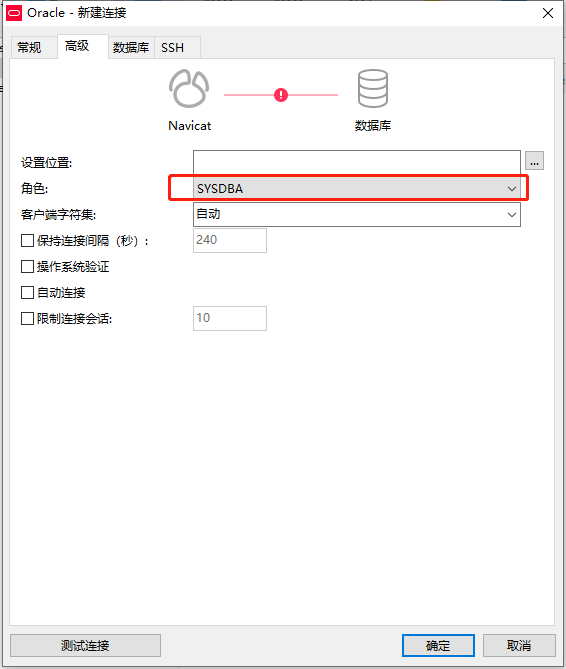 Oracle - 新建连接
常规 高级 数据库 SSH
Navicat 数据库
设置位置: ...
角色: SYSDBA
客户端字符集: 自动
保持连接间隔（秒）: 240
操作系统验证
自动连接
限制连接会话: 10
测试连接 确定 取消